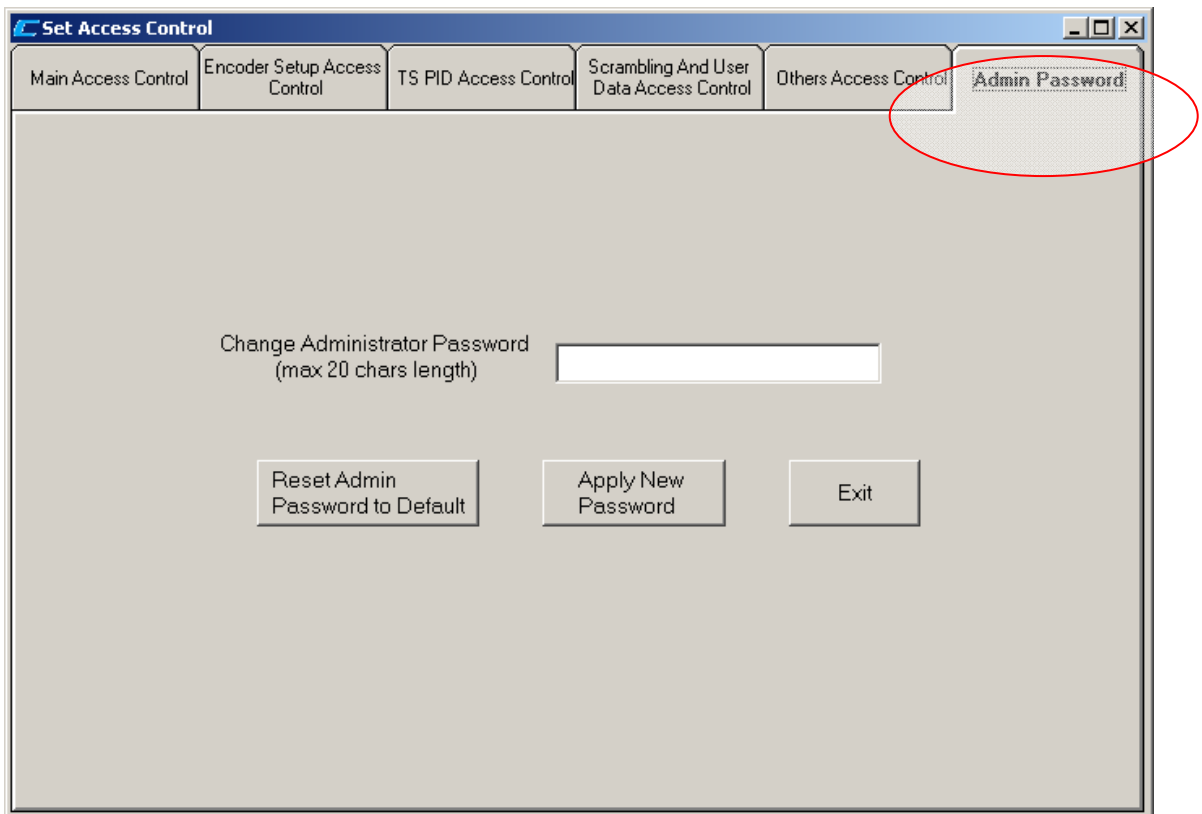 Set Access Control
Main Access Control
Encoder Setup Access
Control
TS PID Access Control
Scrambling And User
Data Access Control
Others Access Control
Admin Password
Change Administrator Password
(max 20 chars length)
Reset Admin
Password to Default
Apply New
Password
Exit